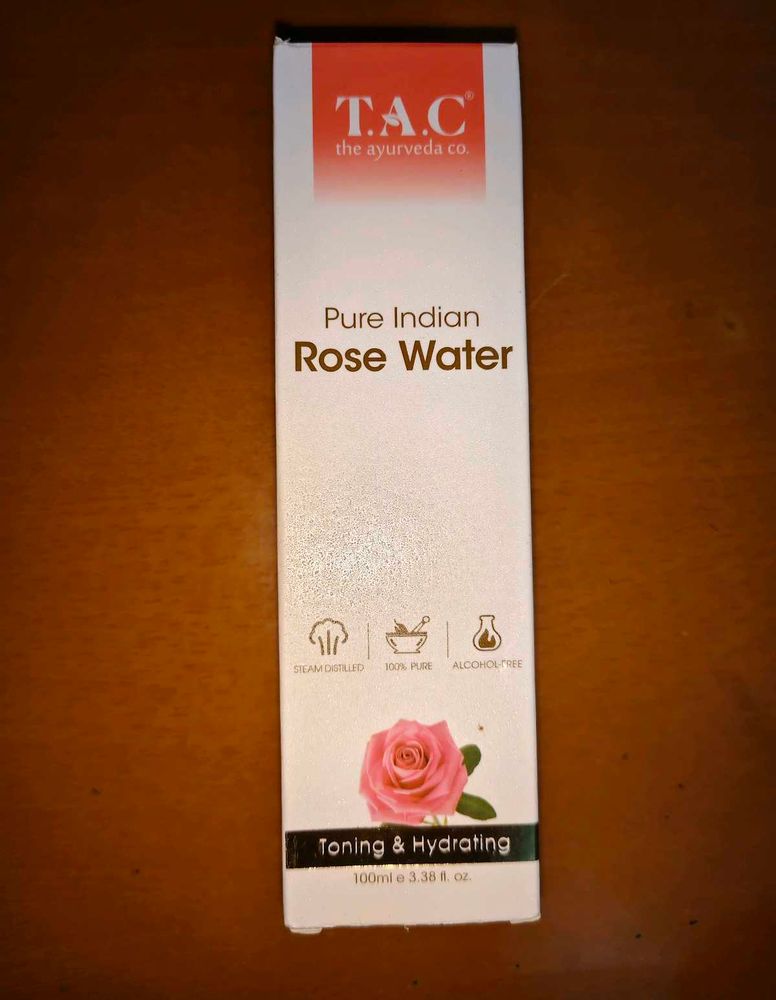 T.A.C®
the ayurveda co.
Pure Indian
Rose Water
STEAM DISTILLED
100% PURE
ALCOHOL-FREE
Toning & Hydrating
100ml e 3.38 fl. oz.